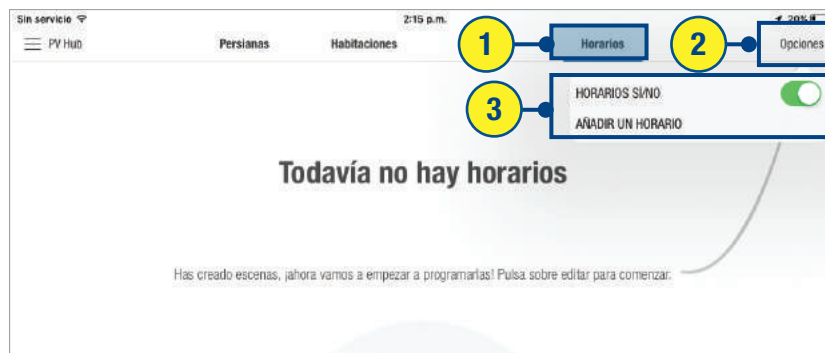 Sin servicio 2:15 p.m. 20%
PV Hub Persianas Habitaciones 1 Horarios 2 Opciones
3 HORARIOS SÍ/NO
AÑADIR UN HORARIO
Todavía no hay horarios
Has creado escenas, ¡ahora vamos a empezar a programarlas! Pulsa sobre editar para comenzar.